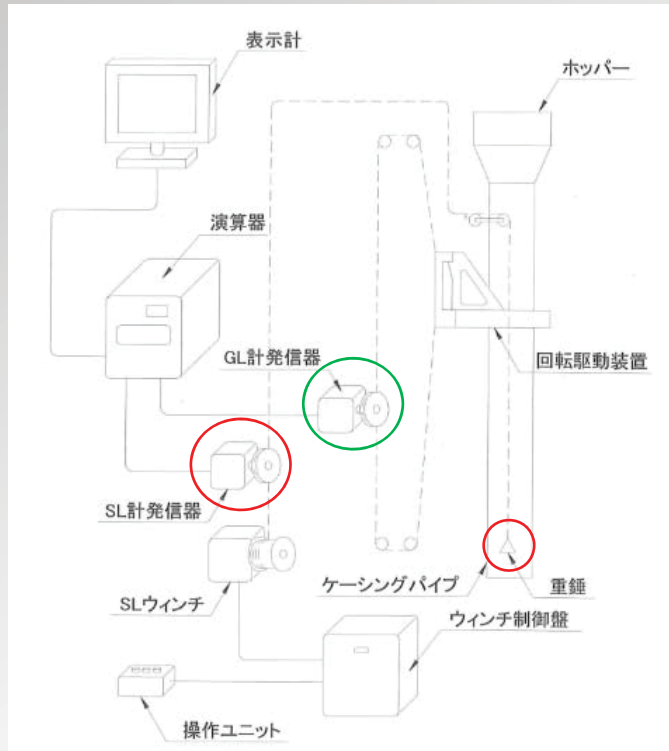 表示計
ホッパー
演算器
GL計発信器
回転駆動装置
SL計発信器
ケーシングパイプ
重錘
SLウィンチ
ウィンチ制御盤
操作ユニット